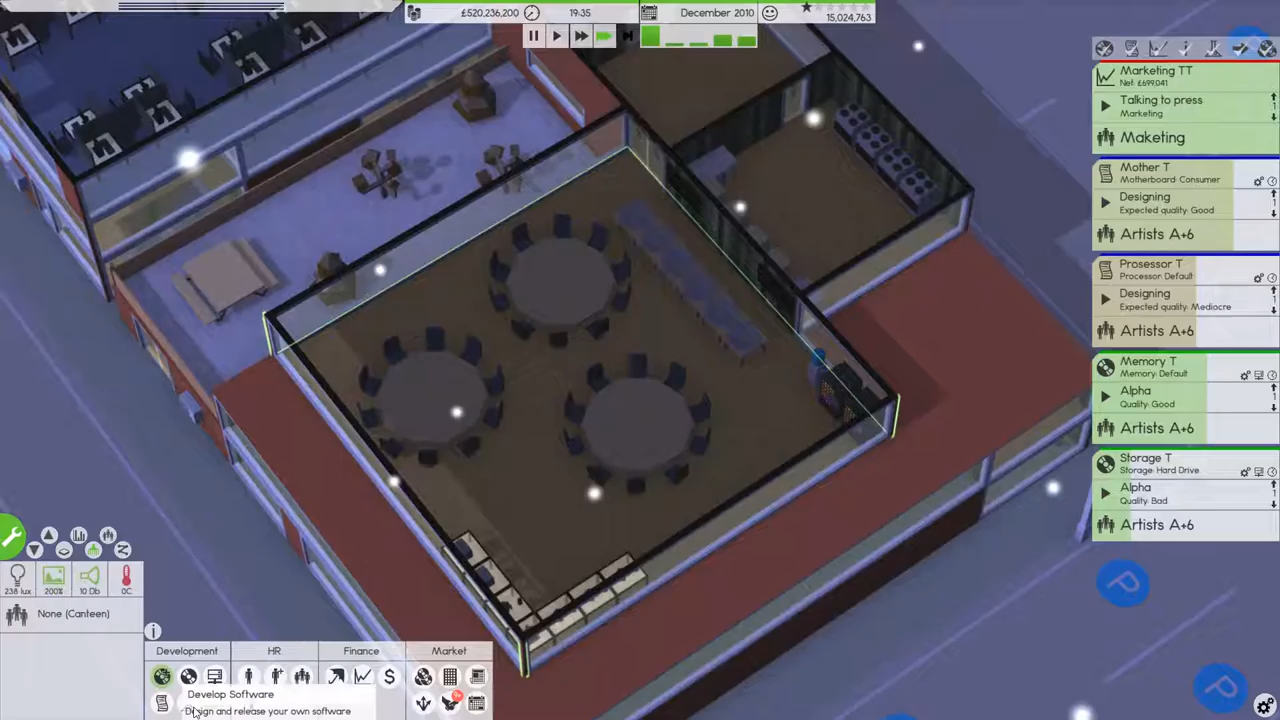 £520,236,200
19:35
December 2010
15,024,763
Marketing TT
Net: £699,041
Talking to press
Marketing
Maketing
Mother T
Motherboard: Consumer
Designing
Expected quality: Good
Artists A+6
Prosessor T
Processor: Default
Designing
Expected quality: Mediocre
Artists A+6
Memory T
Memory: Default
Alpha
Quality: Good
Artists A+6
Storage T
Storage: Hard Drive
Alpha
Quality: Bad
Artists A+6
238 lux
200%
10 Db
0C
None (Canteen)
Development
HR
Finance
Market
Develop Software
Design and release your own software